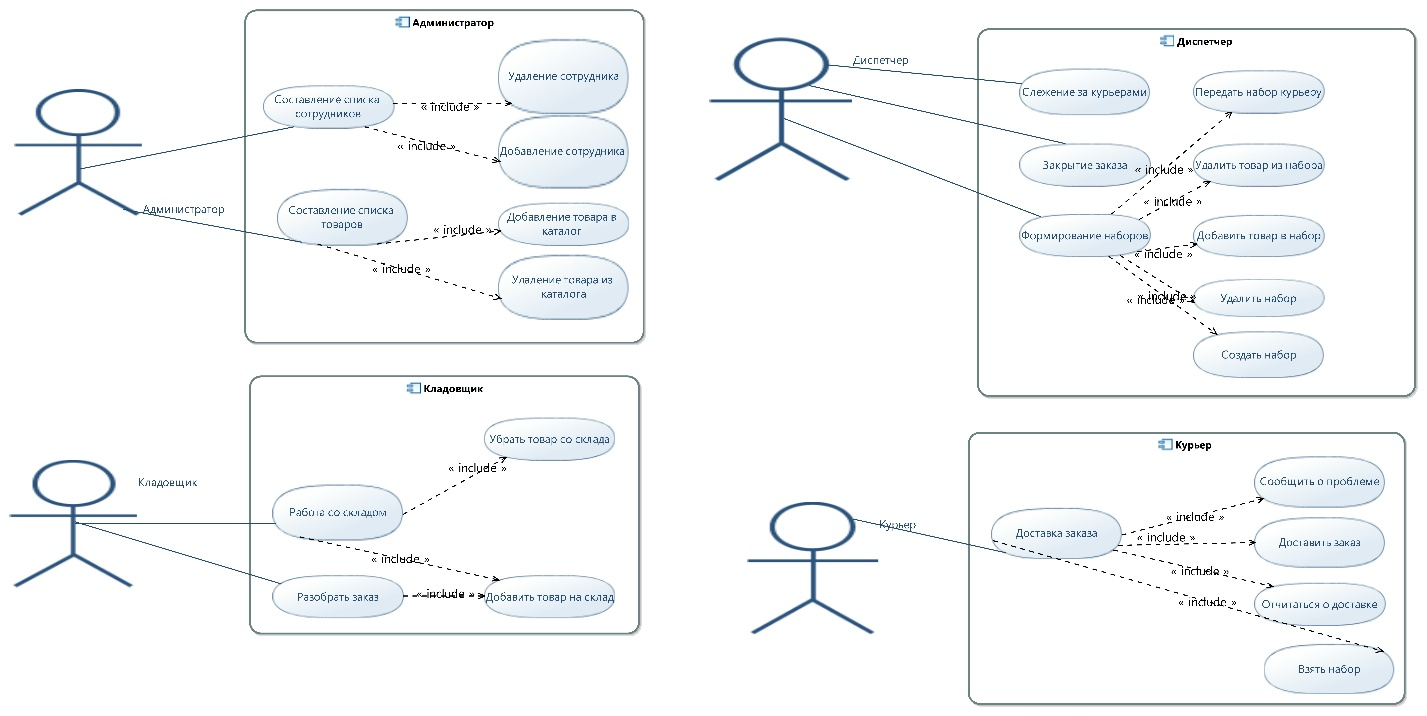 Администратор
Удаление сотрудника
Составление списка
сотрудников
« include »
« include »
Добавление сотрудника
Администратор
Составление списка
товаров
Добавление товара в
каталог
« include »
« include »
Удаление товара из
каталога
Диспетчер
Диспетчер
Слежение за курьерами
Передать набор курьеру
Закрытие заказа
« include »
Удалить товар из набора
« include »
Формирование наборов
Добавить товар в набор
« include »
« include »
« include »
Удалить набор
Создать набор
Кладовщик
Убрать товар со склада
« include »
Кладовщик
Работа со складом
« include »
Разобрать заказ
« include »
Добавить товар на склад
Курьер
Сообщить о проблеме
« include »
Курьер
Доставка заказа
« include »
Доставить заказ
« include »
« include »
Отчитаться о доставке
Взять набор